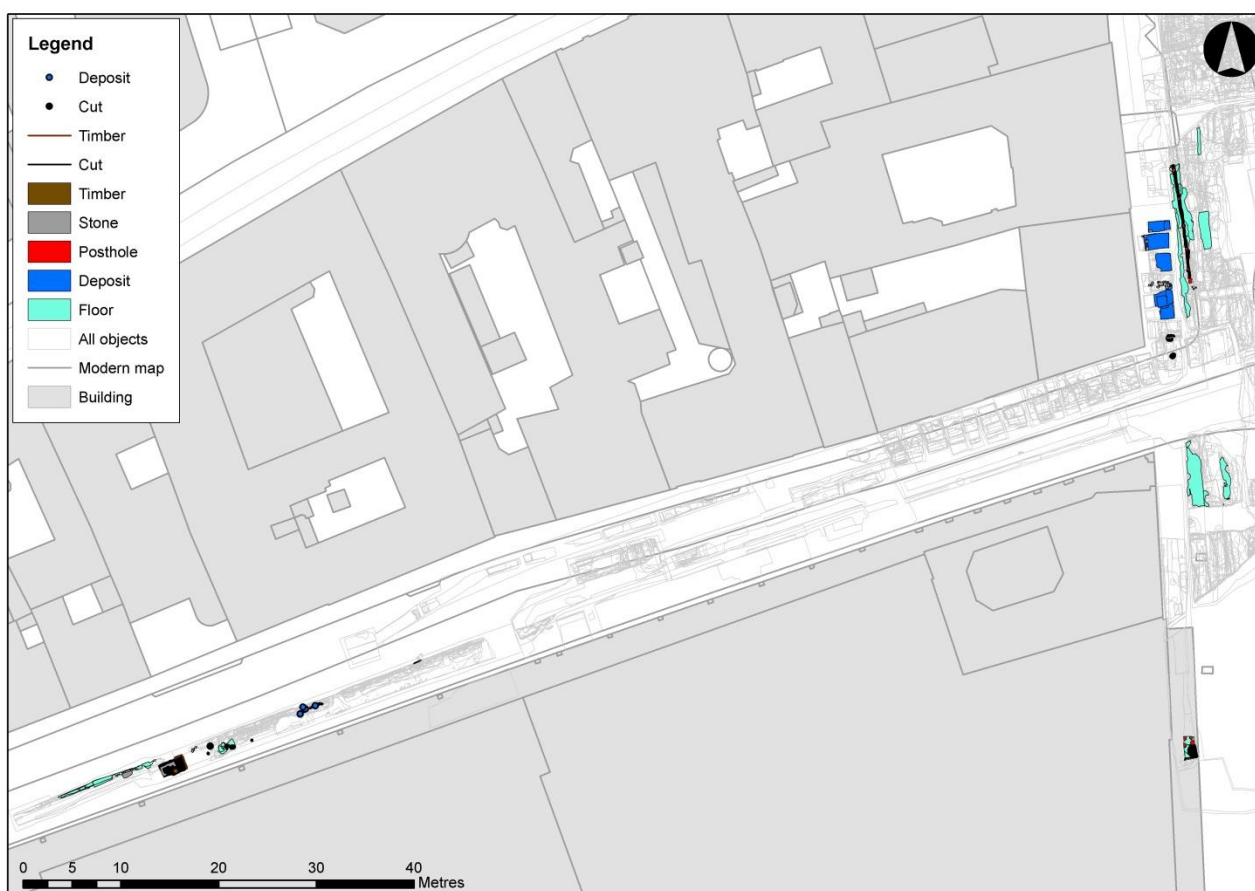 Legend
Deposit
Cut
Timber
Cut
Timber
Stone
Posthole
Deposit
Floor
All objects
Modern map
Building
0 5 10 20 30 40
Metres